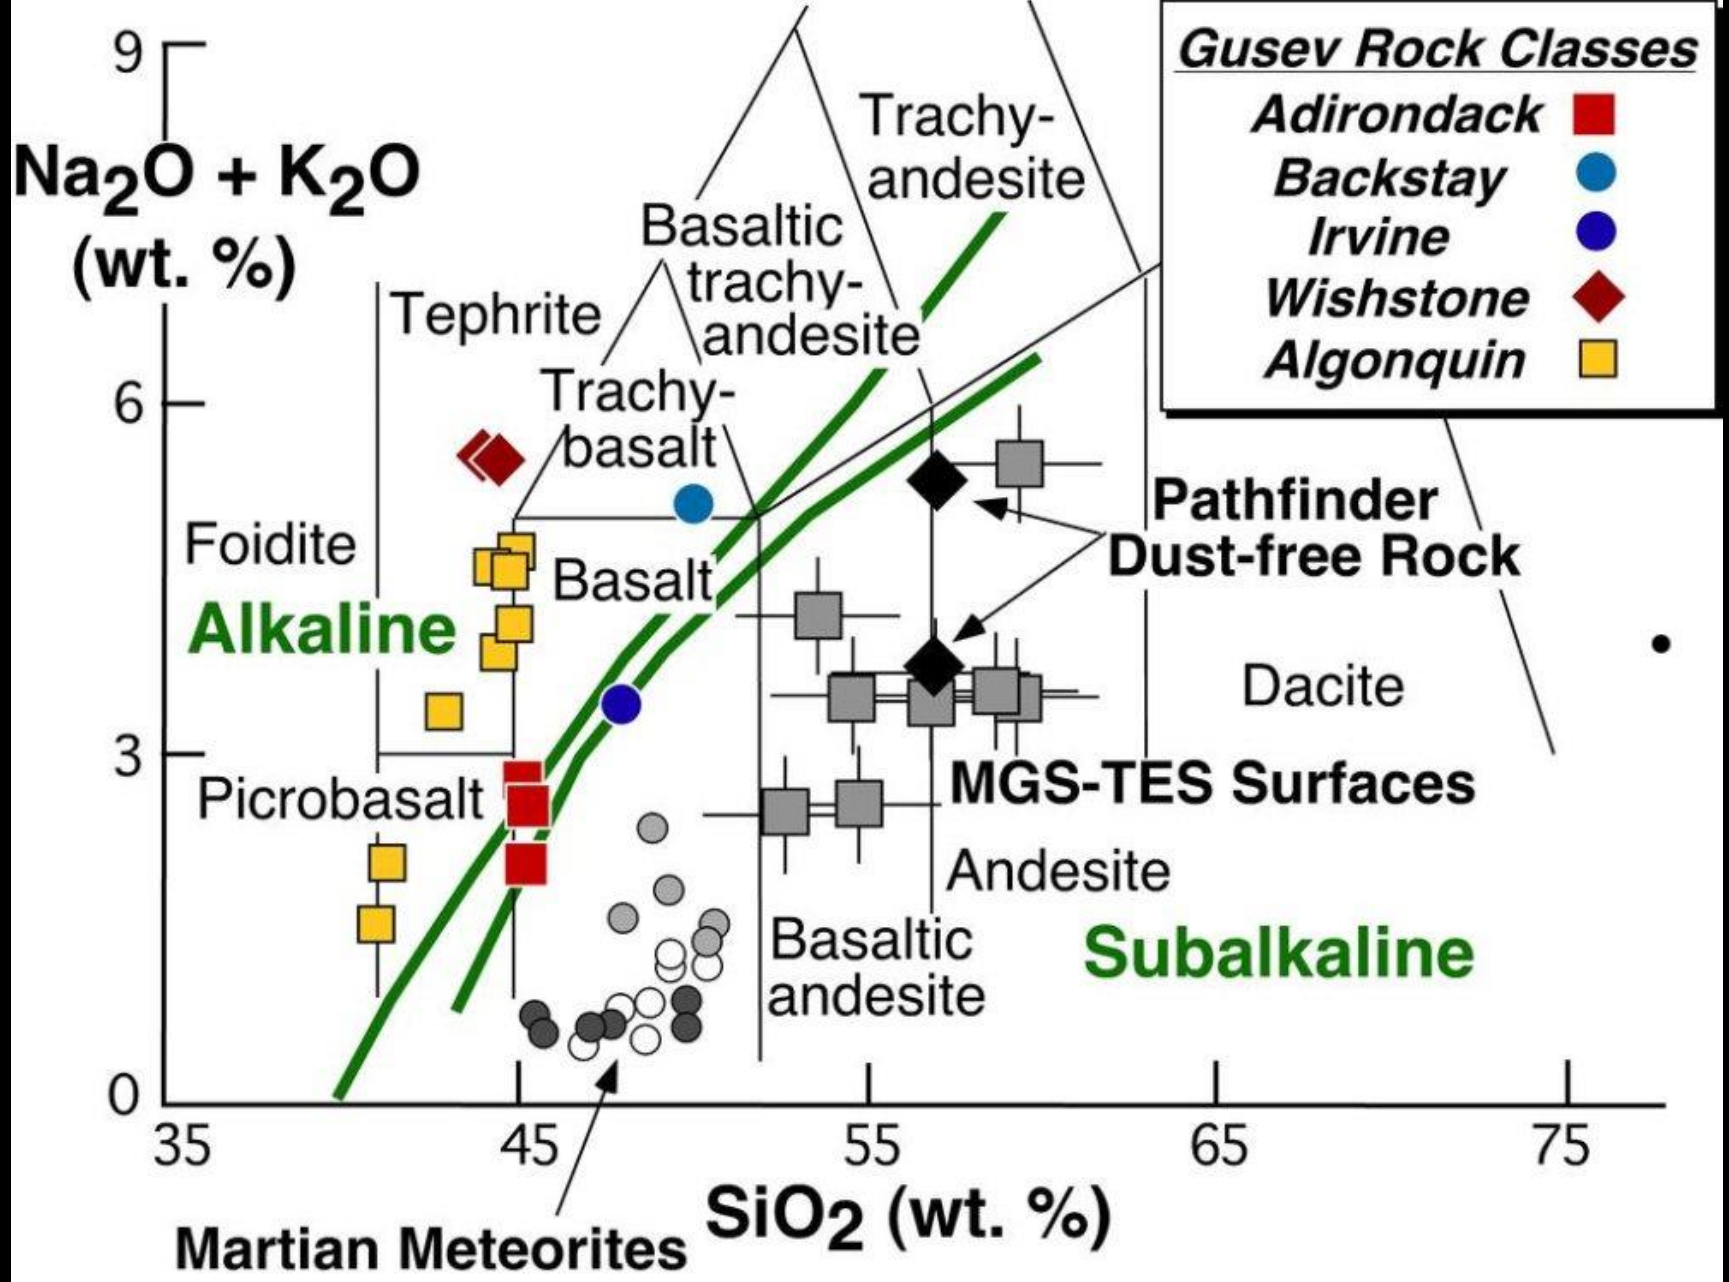 9
Na2O + K2O
(wt. %)
6
3
0
35
45
55
65
75
SiO2 (wt. %)
Gusev Rock Classes
Adirondack
Backstay
Irvine
Wishstone
Algonquin
Trachy-
andesite
Basaltic
trachy-
andesite
Tephrite
Trachy-
basalt
Foidite
Basalt
Alkaline
Picrobasalt
Pathfinder
Dust-free Rock
Dacite
MGS-TES Surfaces
Andesite
Basaltic
andesite
Subalkaline
Martian Meteorites